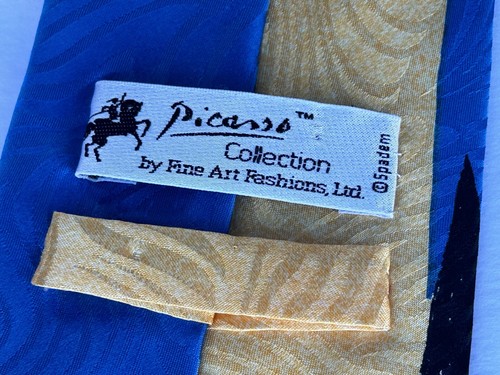 Picasso™
Collection
by Fine Art Fashions, Ltd.
©Spadem